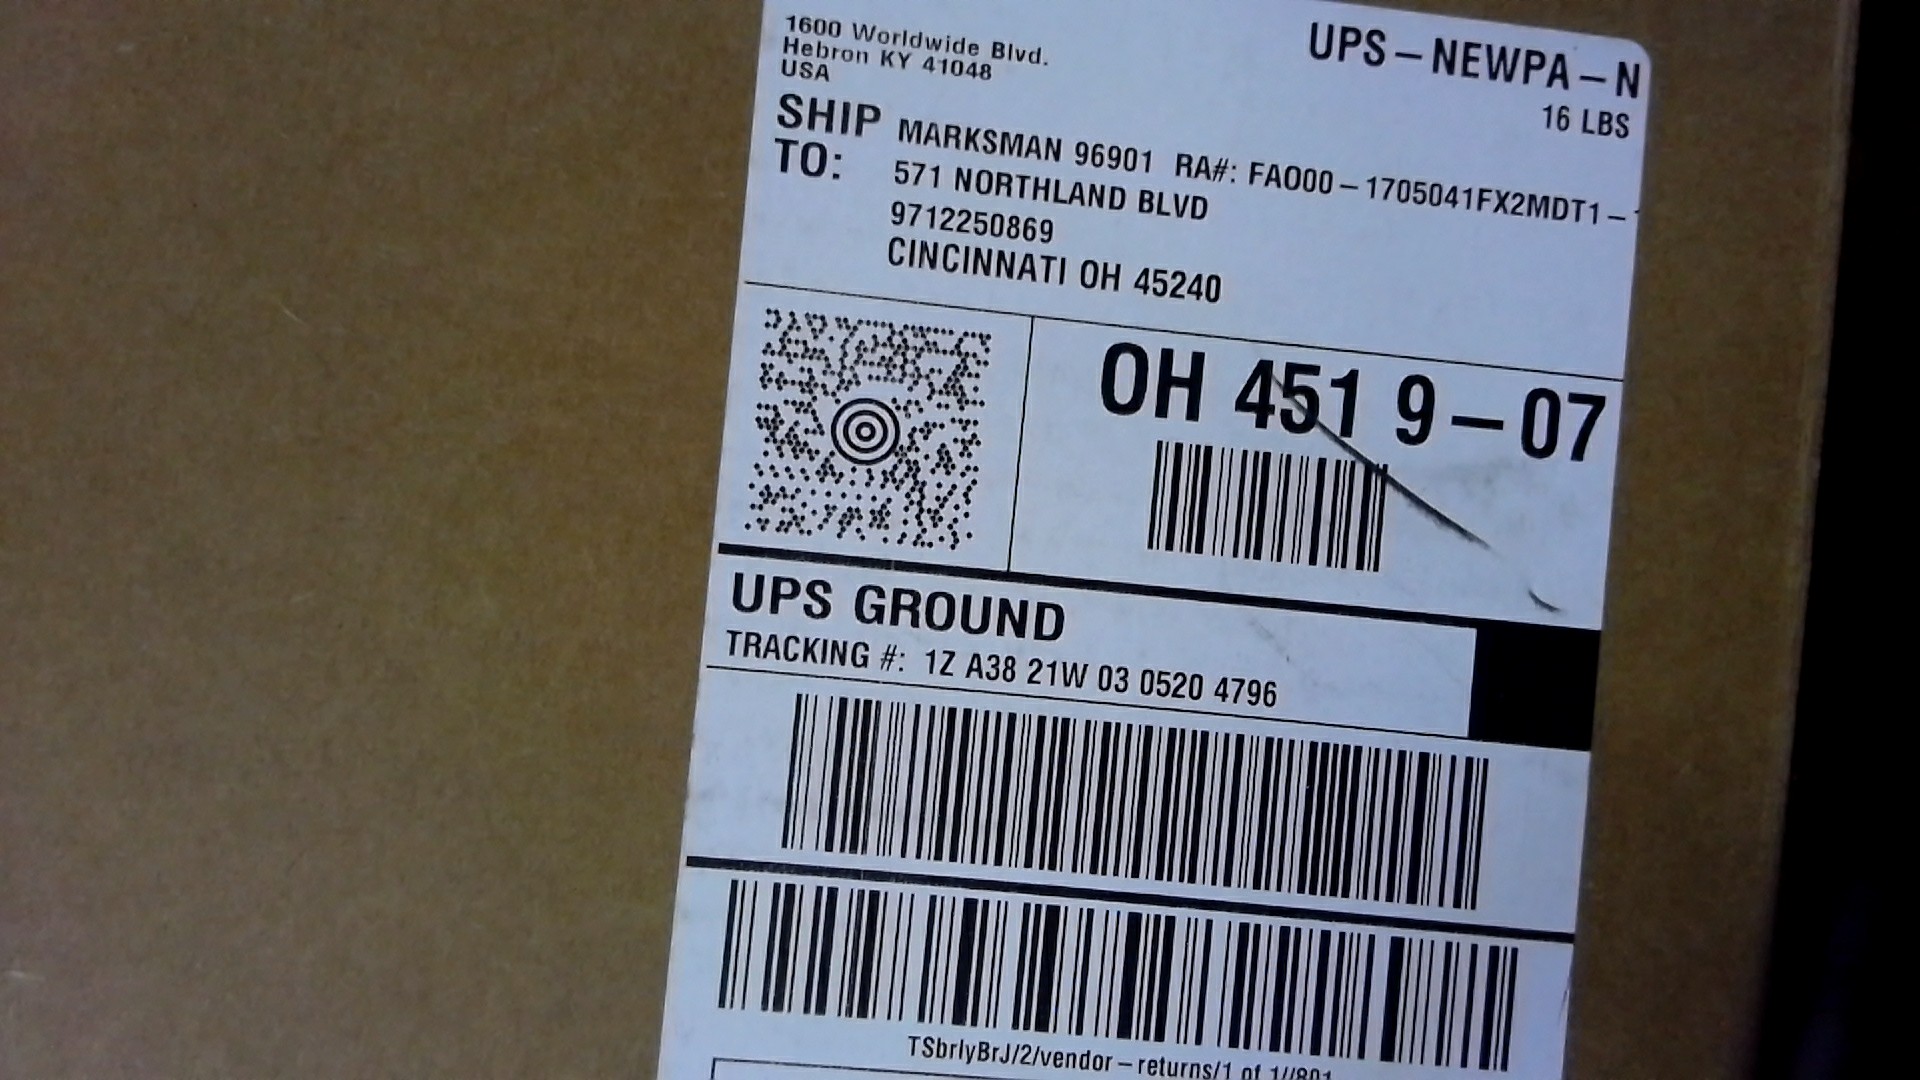 1600 Worldwide Blvd.
Hebron KY 41048
USA
UPS-NEWPA-N
16 LBS
SHIP TO:
MARKSMAN 96901 RA#: FAO00-1705041FX2MDT1-
571 NORTHLAND BLVD
9712250869
CINCINNATI OH 45240
OH 451 9-07
UPS GROUND
TRACKING #: 1Z A38 21W 03 0520 4796
TSbrlyBrJ/2/vendor-returns/1 of 1//801